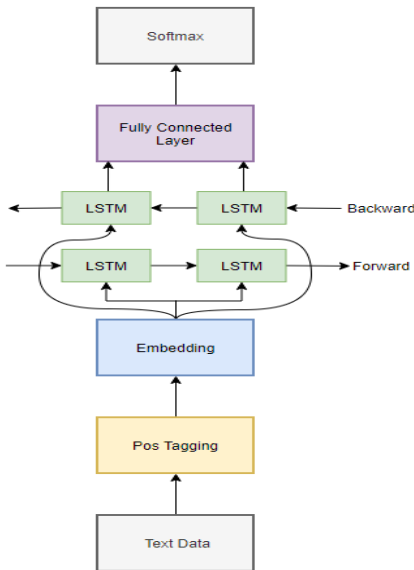 Softmax
Fully Connected
Layer
LSTM
LSTM
Backward
LSTM
LSTM
Forward
Embedding
Pos Tagging
Text Data